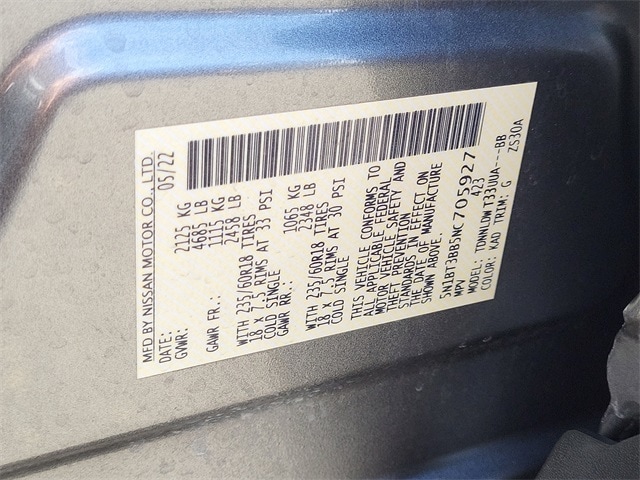 MFD BY NISSAN MOTOR CO., LTD.
DATE: 05/22
GVWR: 2125 KG
4685 LB
GAWR FR.: 1115 KG
2458 LB
WITH 235/60R18 TIRES
18 X 7.5 RIMS AT 33 PSI
COLD SINGLE
GAWR RR.: 1065 KG
2348 LB
WITH 235/60R18 TIRES
18 X 7.5 RIMS AT 30 PSI
COLD SINGLE
THIS VEHICLE CONFORMS TO
ALL APPLICABLE FEDERAL
MOTOR VEHICLE SAFETY AND
THEFT PREVENTION
STANDARDS IN EFFECT ON
THE DATE OF MANUFACTURE
SHOWN ABOVE.
5N1BT3BB5NC705927
MPV 423
MODEL: TDNNLDWT33UUA---BB
COLOR: KAD TRIM: G ZS30A